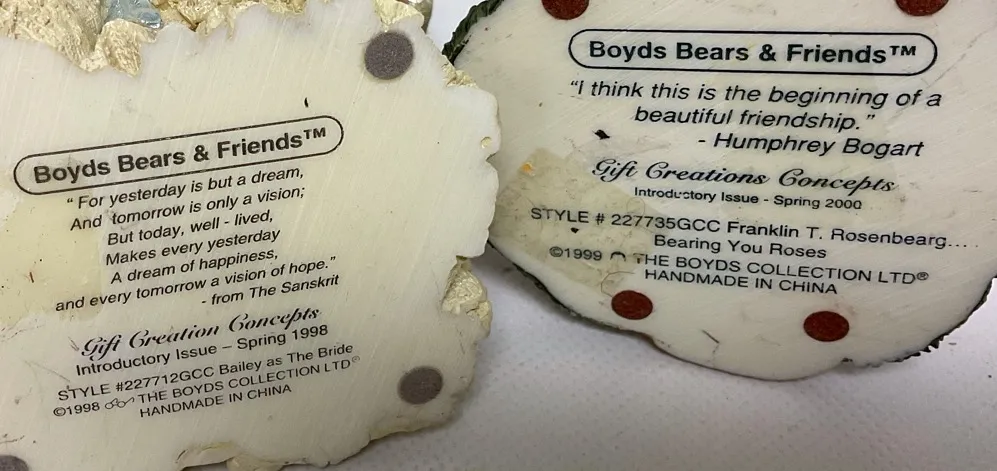 Boyds Bears & Friends™
“ For yesterday is but a dream,
And tomorrow is only a vision;
But today, well - lived,
Makes every yesterday
A dream of happiness,
and every tomorrow a vision of hope.”
- from The Sanskrit
Gift Creation Concepts
Introductory Issue – Spring 1998
STYLE #227712GCC Bailey as The Bride
©1998 THE BOYDS COLLECTION LTD®
HANDMADE IN CHINA
Boyds Bears & Friends™
“I think this is the beginning of a
beautiful friendship.”
- Humphrey Bogart
Gift Creations Concepts
Introductory Issue - Spring 2000
STYLE # 227735GCC Franklin T. Rosenbearg....
Bearing You Roses
©1999 THE BOYDS COLLECTION LTD®
HANDMADE IN CHINA